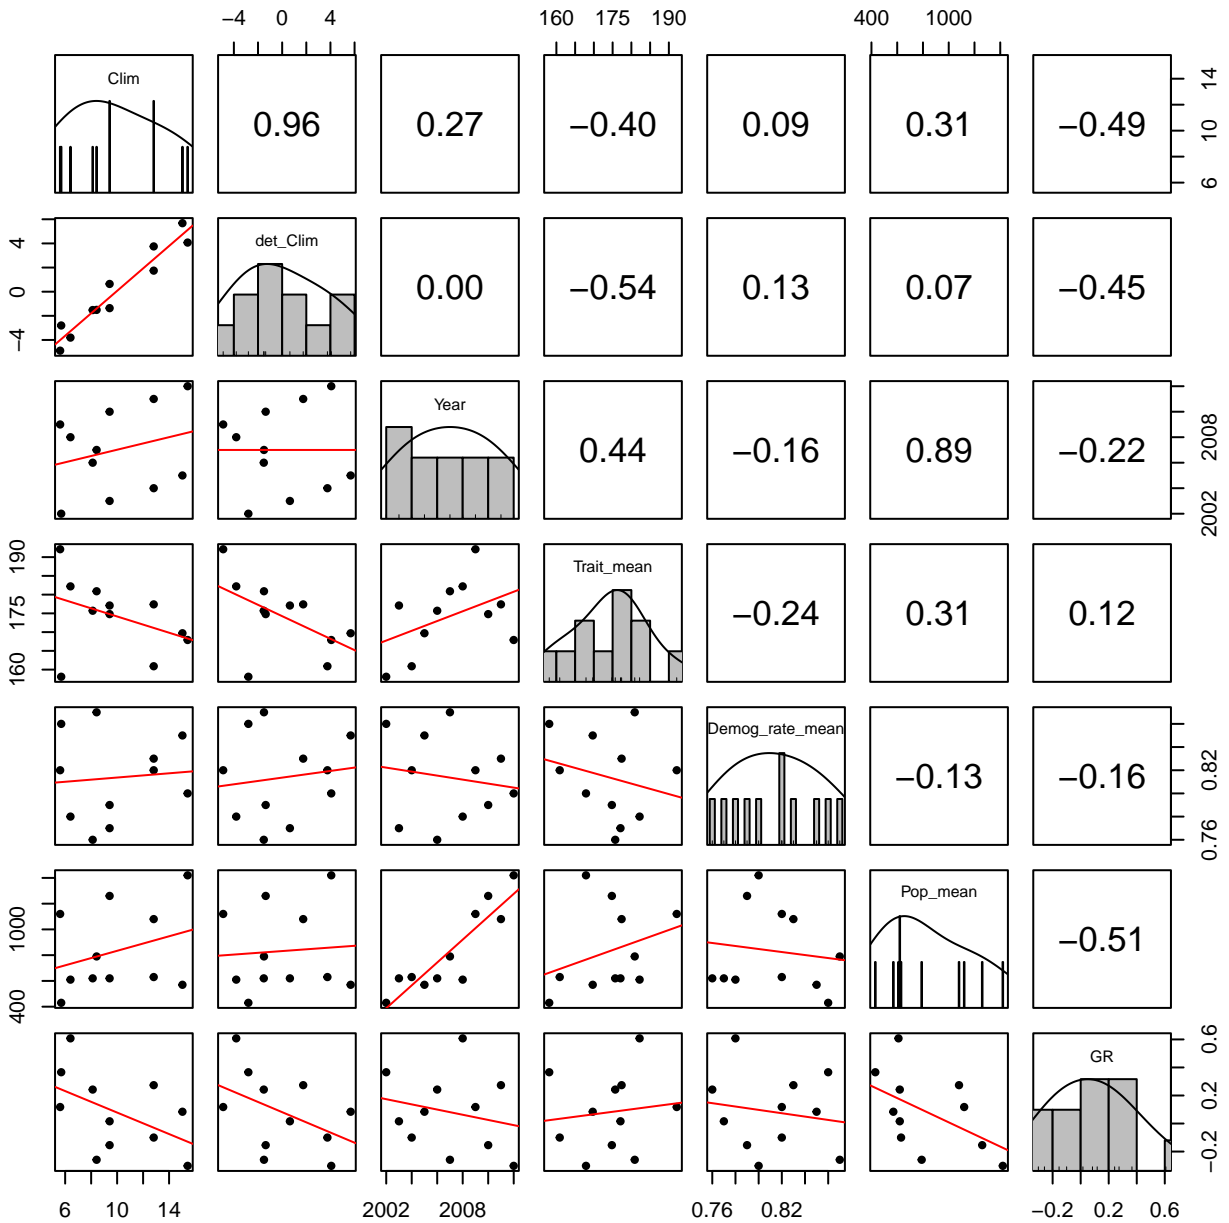 −4 0 4 160 175 190 400 1000
Clim 0.96 0.27 −0.40 0.09 0.31 −0.49 6 10 14
−4 0 4 det_Clim 0.00 −0.54 0.13 0.07 −0.45
Year 0.44 −0.16 0.89 −0.22 2002 2008
160 175 190 Trait_mean −0.24 0.31 0.12
Demog_rate_mean −0.13 −0.16 0.76 0.82
400 1000 Pop_mean −0.51
GR −0.2 0.2 0.6
6 10 14 2002 2008 0.76 0.82 −0.2 0.2 0.6